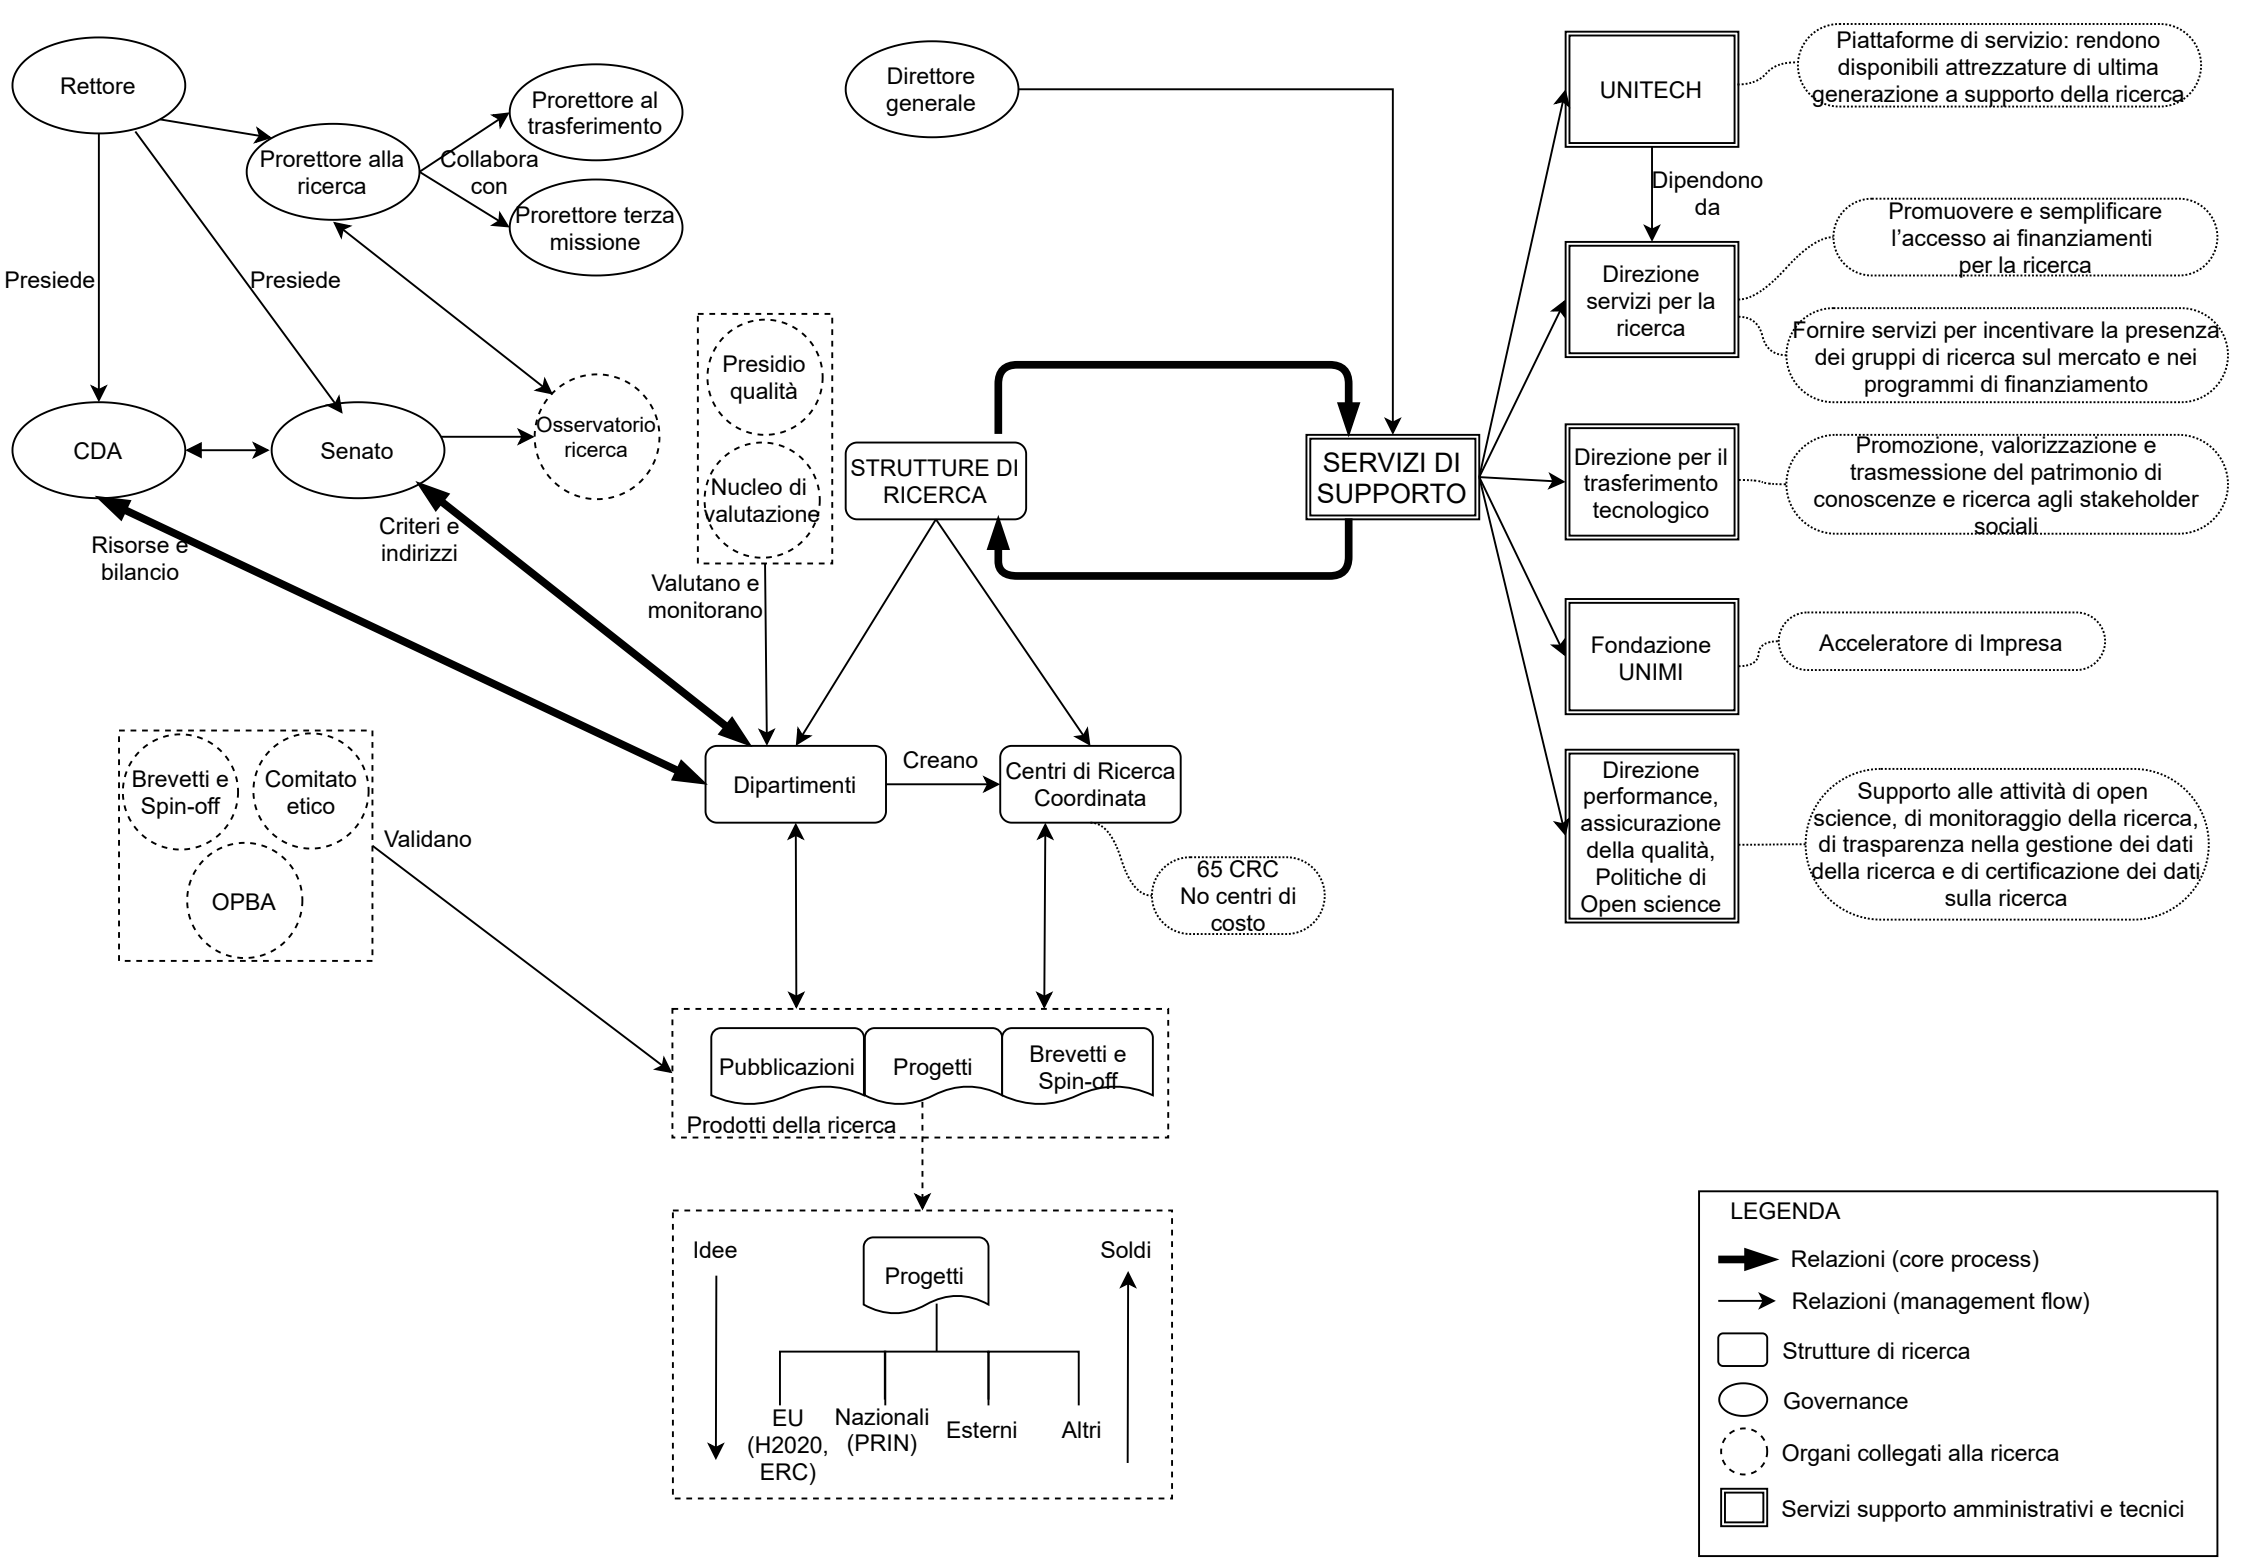 Rettore
Prorettore alla
ricerca
Prorettore al
trasferimento
Collabora
con
Prorettore terza
missione
Presiede
Presiede
CDA
Senato
Osservatorio
ricerca
Risorse e
bilancio
Criteri e
indirizzi
Direttore
generale
Presidio
qualità
Nucleo di
valutazione
Valutano e
monitorano
STRUTTURE DI
RICERCA
SERVIZI DI
SUPPORTO
UNITECH
Piattaforme di servizio: rendono
disponibili attrezzature di ultima
generazione a supporto della ricerca
Dipendono
da
Direzione
servizi per la
ricerca
Promuovere e semplificare
l’accesso ai finanziamenti
per la ricerca
Fornire servizi per incentivare la presenza
dei gruppi di ricerca sul mercato e nei
programmi di finanziamento
Direzione per il
trasferimento
tecnologico
Promozione, valorizzazione e
trasmessione del patrimonio di
conoscenze e ricerca agli stakeholder
sociali
Fondazione
UNIMI
Acceleratore di Impresa
Direzione
performance,
assicurazione
della qualità,
Politiche di
Open science
Supporto alle attività di open
science, di monitoraggio della ricerca,
di trasparenza nella gestione dei dati
della ricerca e di certificazione dei dati
sulla ricerca
Dipartimenti
Creano
Centri di Ricerca
Coordinata
65 CRC
No centri di
costo
Brevetti e
Spin-off
Comitato
etico
OPBA
Validano
Pubblicazioni
Progetti
Brevetti e
Spin-off
Prodotti della ricerca
Idee
Progetti
Soldi
EU
(H2020,
ERC)
Nazionali
(PRIN)
Esterni
Altri
LEGENDA
Relazioni (core process)
Relazioni (management flow)
Strutture di ricerca
Governance
Organi collegati alla ricerca
Servizi supporto amministrativi e tecnici